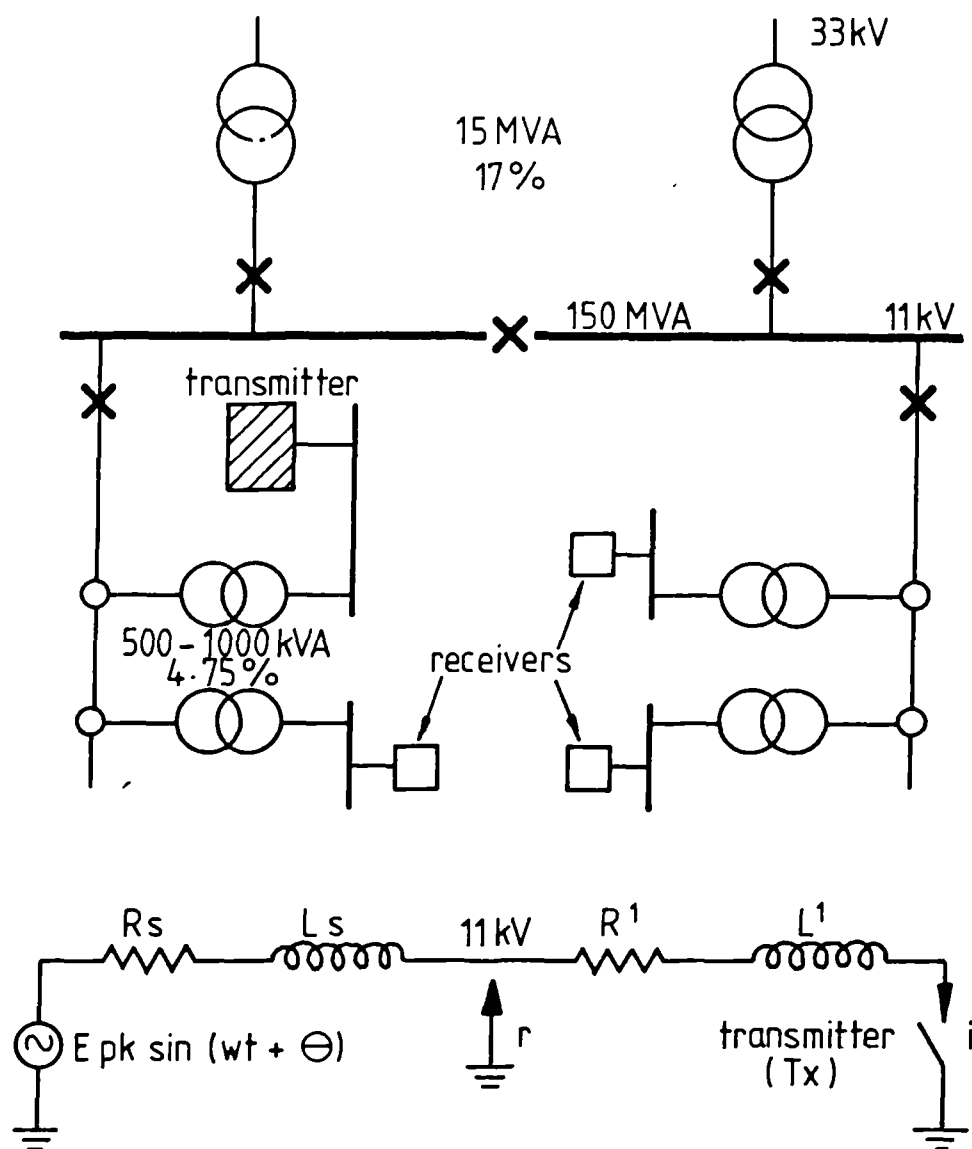 33kV
15 MVA
17%
150 MVA
11kV
transmitter
500-1000 kVA
4.75%
receivers
Rs
Ls
11kV
R¹
L¹
E pk sin (wt + Θ)
r
transmitter
(Tx)
i